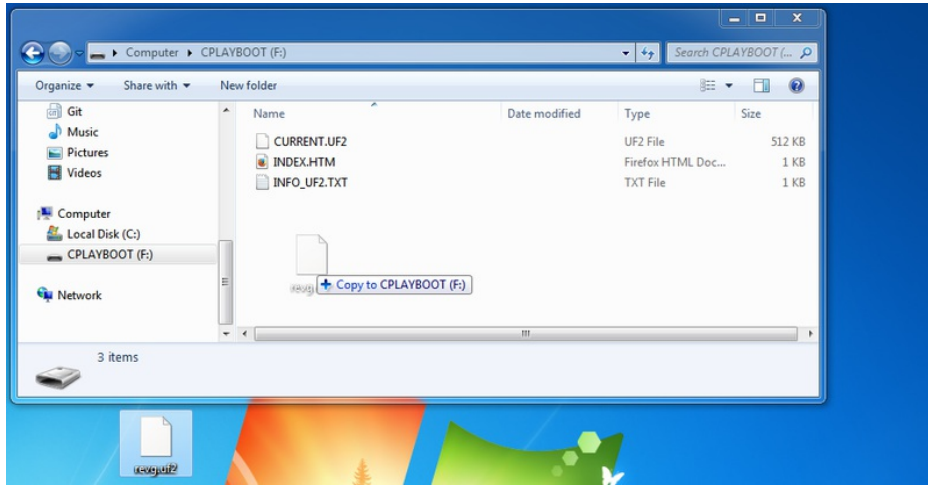 Computer CPLAYBOOT (F:)
Search CPLAYBOOT (...
Organize Share with New folder
Name Date modified Type Size
Git
Music
Pictures
Videos
Computer
Local Disk (C:)
CPLAYBOOT (F:)
Network
CURRENT.UF2 UF2 File 512 KB
INDEX.HTM Firefox HTML Doc... 1 KB
INFO_UF2.TXT TXT File 1 KB
revg
Copy to CPLAYBOOT (F:)
3 items
revg.uf2